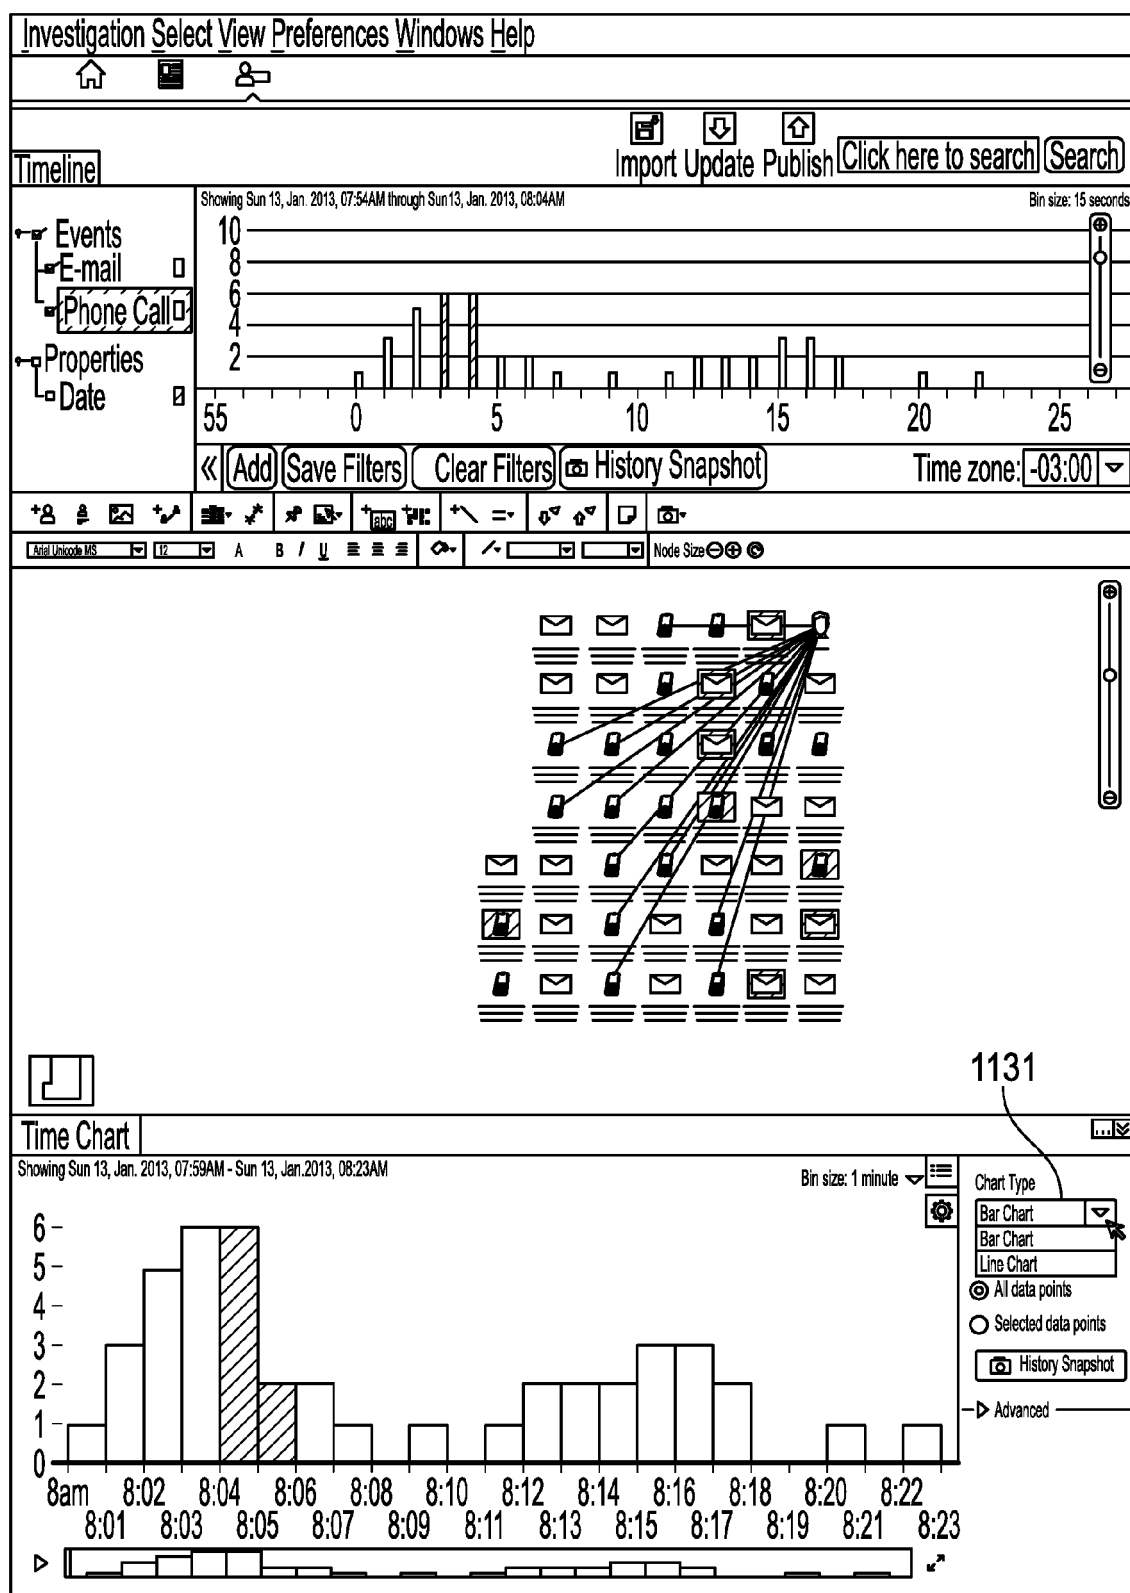 Investigation Select View Preferences Windows Help
Import Update Publish Click here to search Search
Timeline
Showing Sun 13, Jan. 2013, 07:54AM through Sun 13, Jan. 2013, 08:04AM
Bin size: 15 seconds
Events
E-mail
Phone Call
Properties
Date
10
8
6
4
2
55 0 5 10 15 20 25
« Add Save Filters Clear Filters History Snapshot Time zone: -03:00
abc
Arial Unicode MS 12 A B I U Node Size
1131
Time Chart
...
Showing Sun 13, Jan. 2013, 07:59AM - Sun 13, Jan.2013, 08:23AM
Bin size: 1 minute
Chart Type
Bar Chart
Bar Chart
Line Chart
All data points
Selected data points
History Snapshot
Advanced
6
5
4
3
2
1
0
8am 8:02 8:04 8:06 8:08 8:10 8:12 8:14 8:16 8:18 8:20 8:22
8:01 8:03 8:05 8:07 8:09 8:11 8:13 8:15 8:17 8:19 8:21 8:23